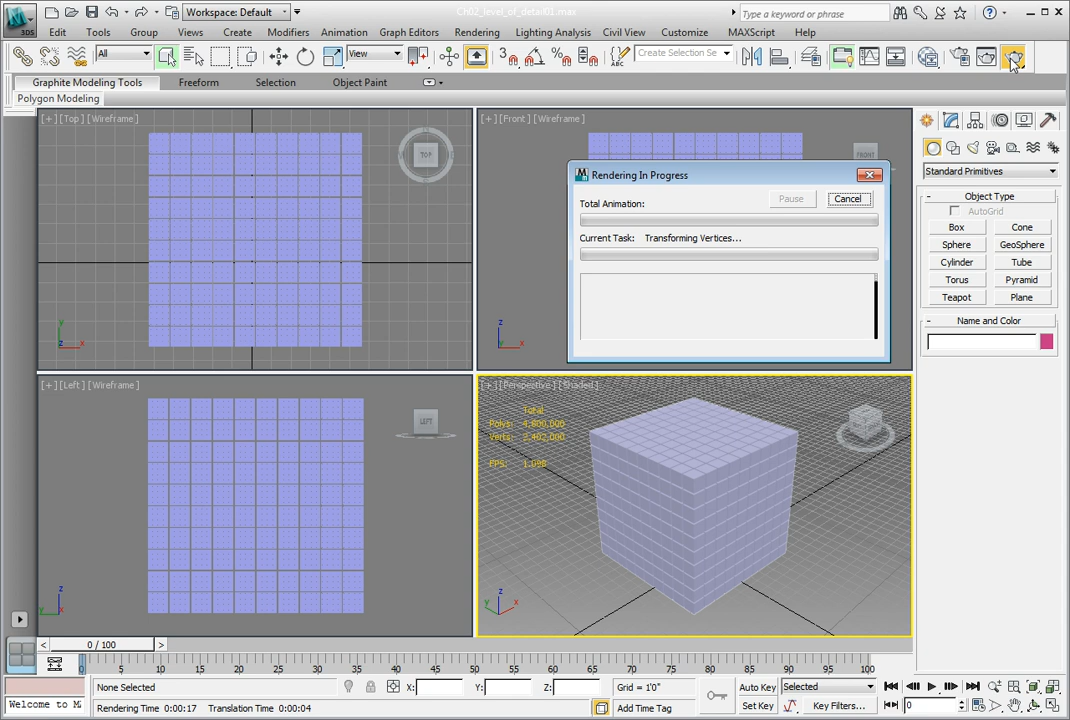 Workspace: Default
Ch02_level_of_detail01.max
Type a keyword or phrase
3DS
Edit Tools Group Views Create Modifiers Animation Graph Editors Rendering Lighting Analysis Civil View Customize MAXScript Help
All View Create Selection Se
Graphite Modeling Tools Freeform Selection Object Paint
Polygon Modeling
[+] [Top] [Wireframe]
TOP
[+] [Front] [Wireframe]
FRONT
Rendering In Progress
Total Animation: Pause Cancel
Current Task: Transforming Vertices...
z
x
y
z
x
[+] [Left] [Wireframe]
LEFT
z
y
x
[+] [Perspective] [Shaded]
Total
Polys: 4,800,000
Verts: 2,402,000
FPS: 1.098
z
y
x
Standard Primitives
Object Type
AutoGrid
Box Cone
Sphere GeoSphere
Cylinder Tube
Torus Pyramid
Teapot Plane
Name and Color
< 0 / 100 >
0 5 10 15 20 25 30 35 40 45 50 55 60 65 70 75 80 85 90 95 100
None Selected X: Y: Z: Grid = 1'0" Auto Key Selected
Welcome to M Rendering Time 0:00:17 Translation Time 0:00:04 Add Time Tag Set Key Key Filters... 0